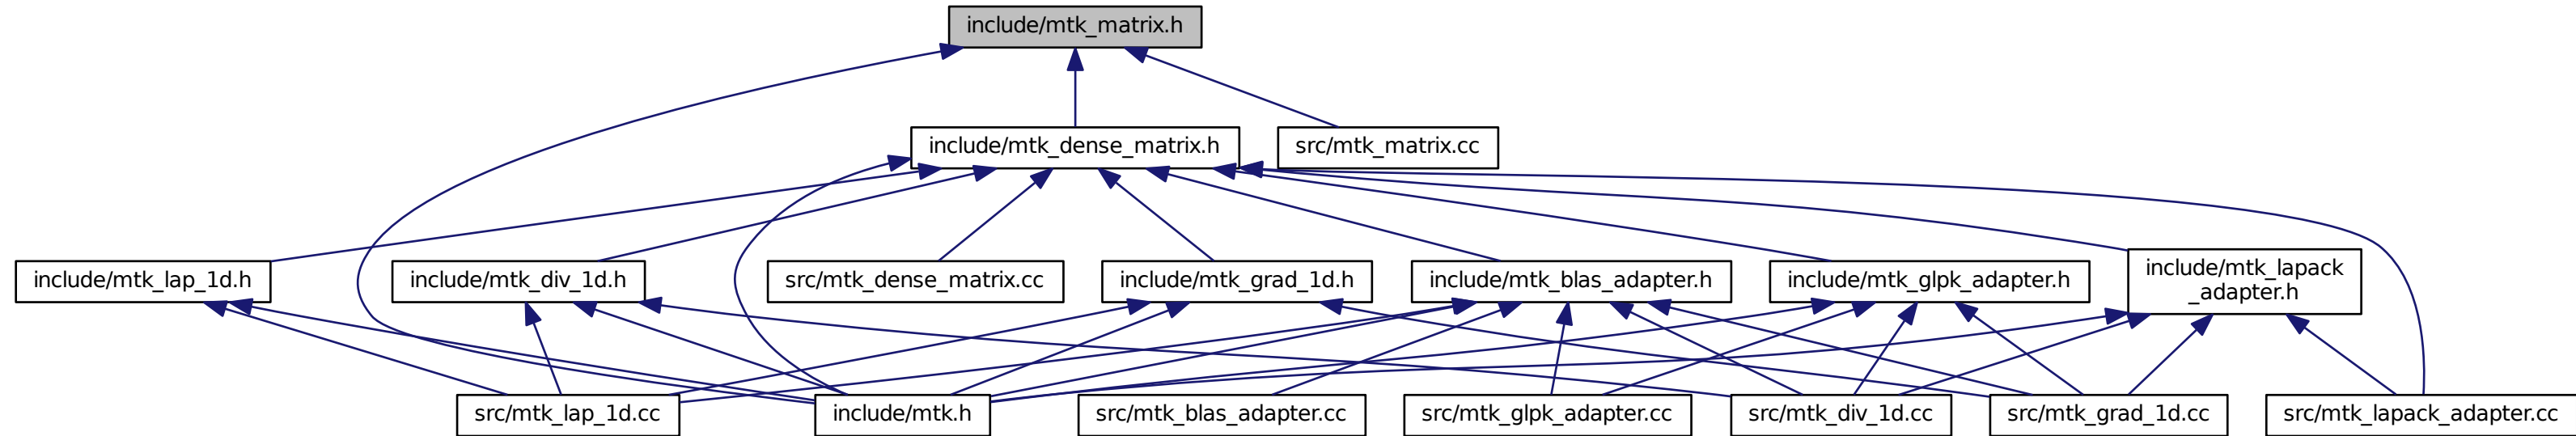 include/mtk_matrix.h
include/mtk_dense_matrix.h
src/mtk_matrix.cc
include/mtk_lap_1d.h
include/mtk_div_1d.h
src/mtk_dense_matrix.cc
include/mtk_grad_1d.h
include/mtk_blas_adapter.h
include/mtk_glpk_adapter.h
include/mtk_lapack
_adapter.h
src/mtk_lap_1d.cc
include/mtk.h
src/mtk_blas_adapter.cc
src/mtk_glpk_adapter.cc
src/mtk_div_1d.cc
src/mtk_grad_1d.cc
src/mtk_lapack_adapter.cc